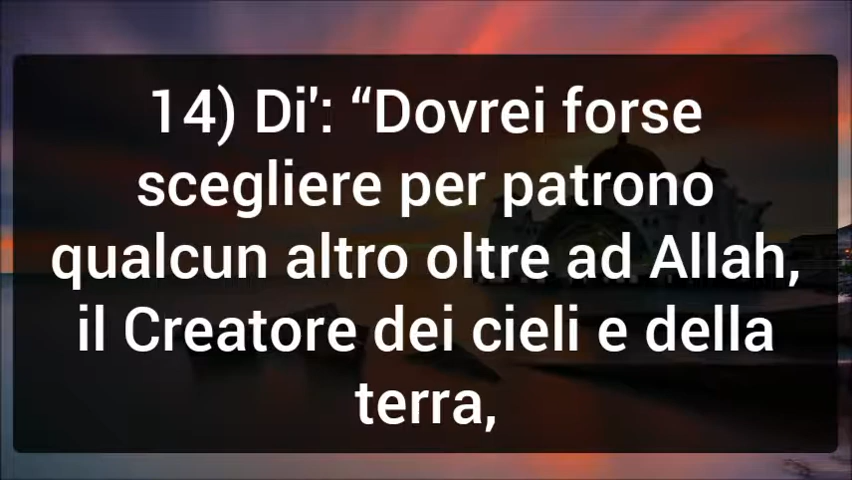 14) Di': “Dovrei forse
scegliere per patrono
qualcun altro oltre ad Allah,
il Creatore dei cieli e della
terra,